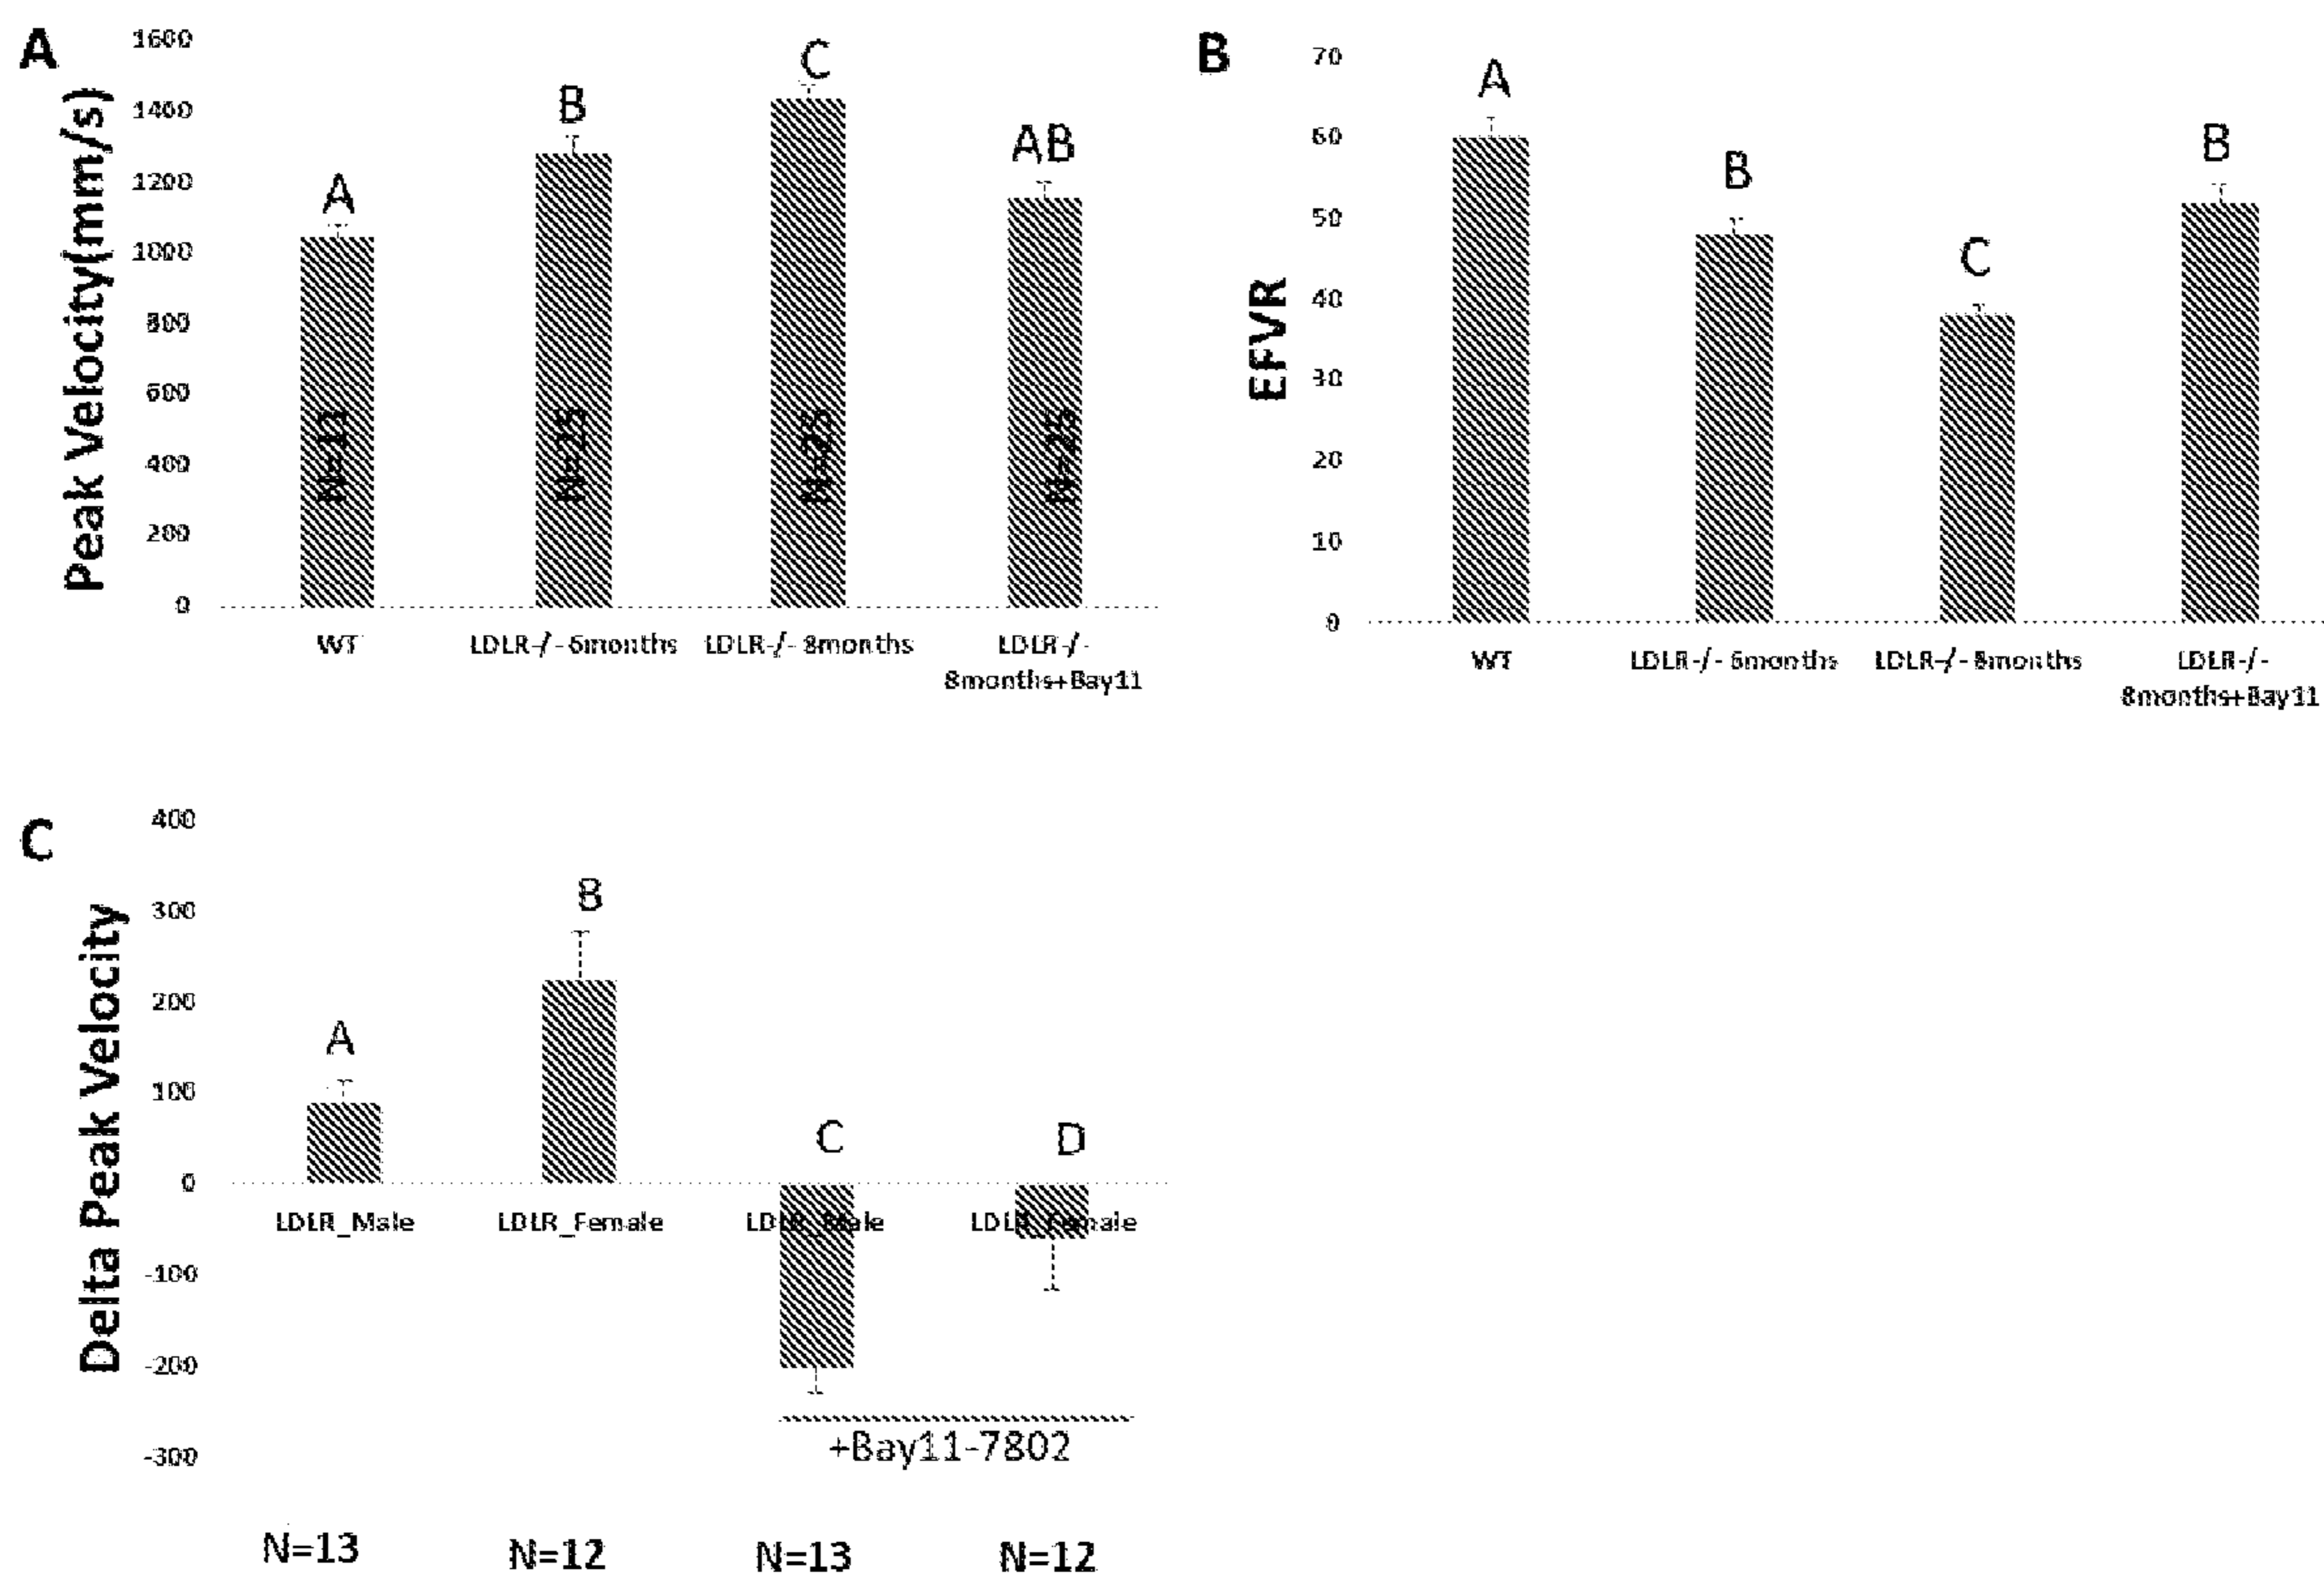 A
Peak Velocity(mm/s)
1600
1400
1200
1000
800
600
400
200
0
A
B
C
AB
N=25
N=25
N=25
WT
LDLR-/- 6months
LDLR-/- 8months
LDLR-/-
8months+Bay11
B
EFVR
70
60
50
40
30
20
10
0
A
B
C
B
WT
LDLR-/- 6months
LDLR-/- 8months
LDLR-/-
8months+Bay11
C
Delta Peak Velocity
400
300
200
100
0
-100
-200
-300
A
B
C
D
LDLR_Male
LDLR_Female
LDLR_Male
LDLR_Female
+Bay11-7802
N=13
N=12
N=13
N=12